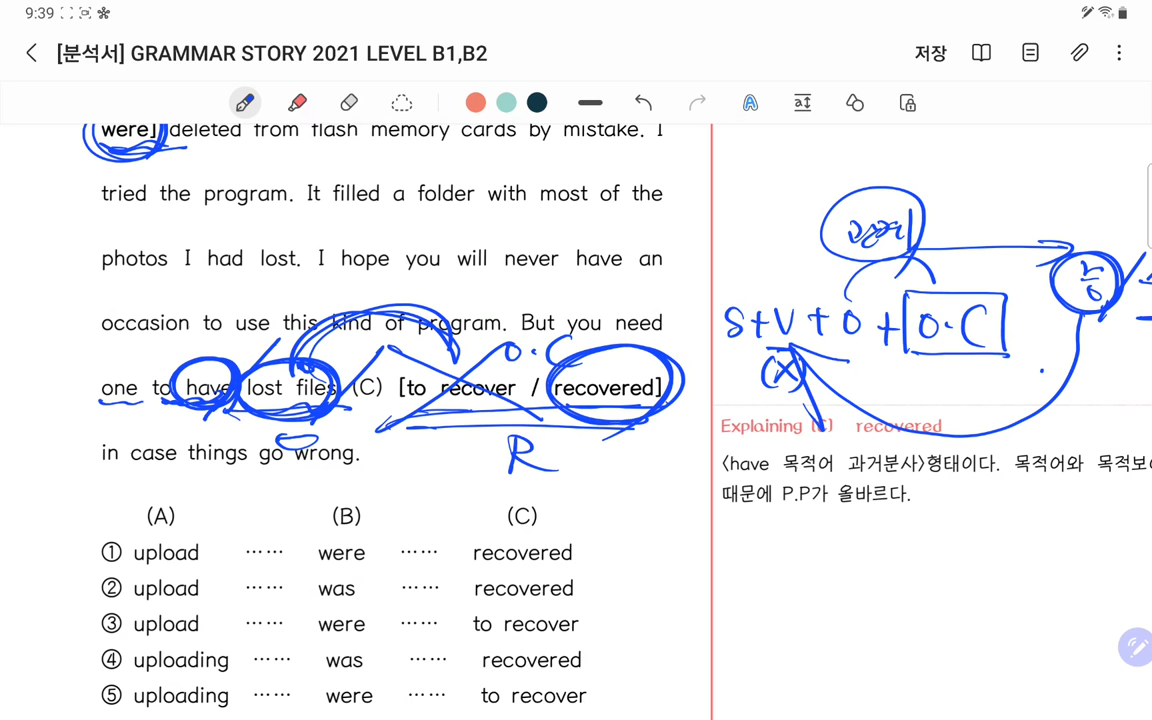 9:39
[분석서] GRAMMAR STORY 2021 LEVEL B1,B2
저장
were] deleted from flash memory cards by mistake. I
tried the program. It filled a folder with most of the
photos I had lost. I hope you will never have an
occasion to use this kind of program. But you need
O·C
one to have lost files (C) [to recover / recovered]
O
R
in case things go wrong.
(A) (B) (C)
① upload …… were …… recovered
② upload …… was …… recovered
③ upload …… were …… to recover
④ uploading …… was …… recovered
⑤ uploading …… were …… to recover
S+V+O+O·C
(X)
Explaining (C) recovered
<have 목적어 과거분사>형태이다. 목적어와 목적보
때문에 P.P가 올바르다.